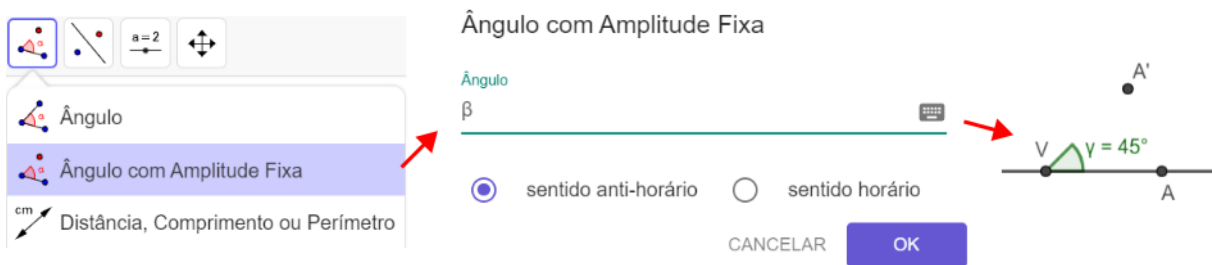 α
a = 2
Ângulo
α
Ângulo com Amplitude Fixa
α
cm
Distância, Comprimento ou Perímetro
Ângulo com Amplitude Fixa
Ângulo
β
sentido anti-horário
sentido horário
CANCELAR
OK
A'
V
γ = 45°
A